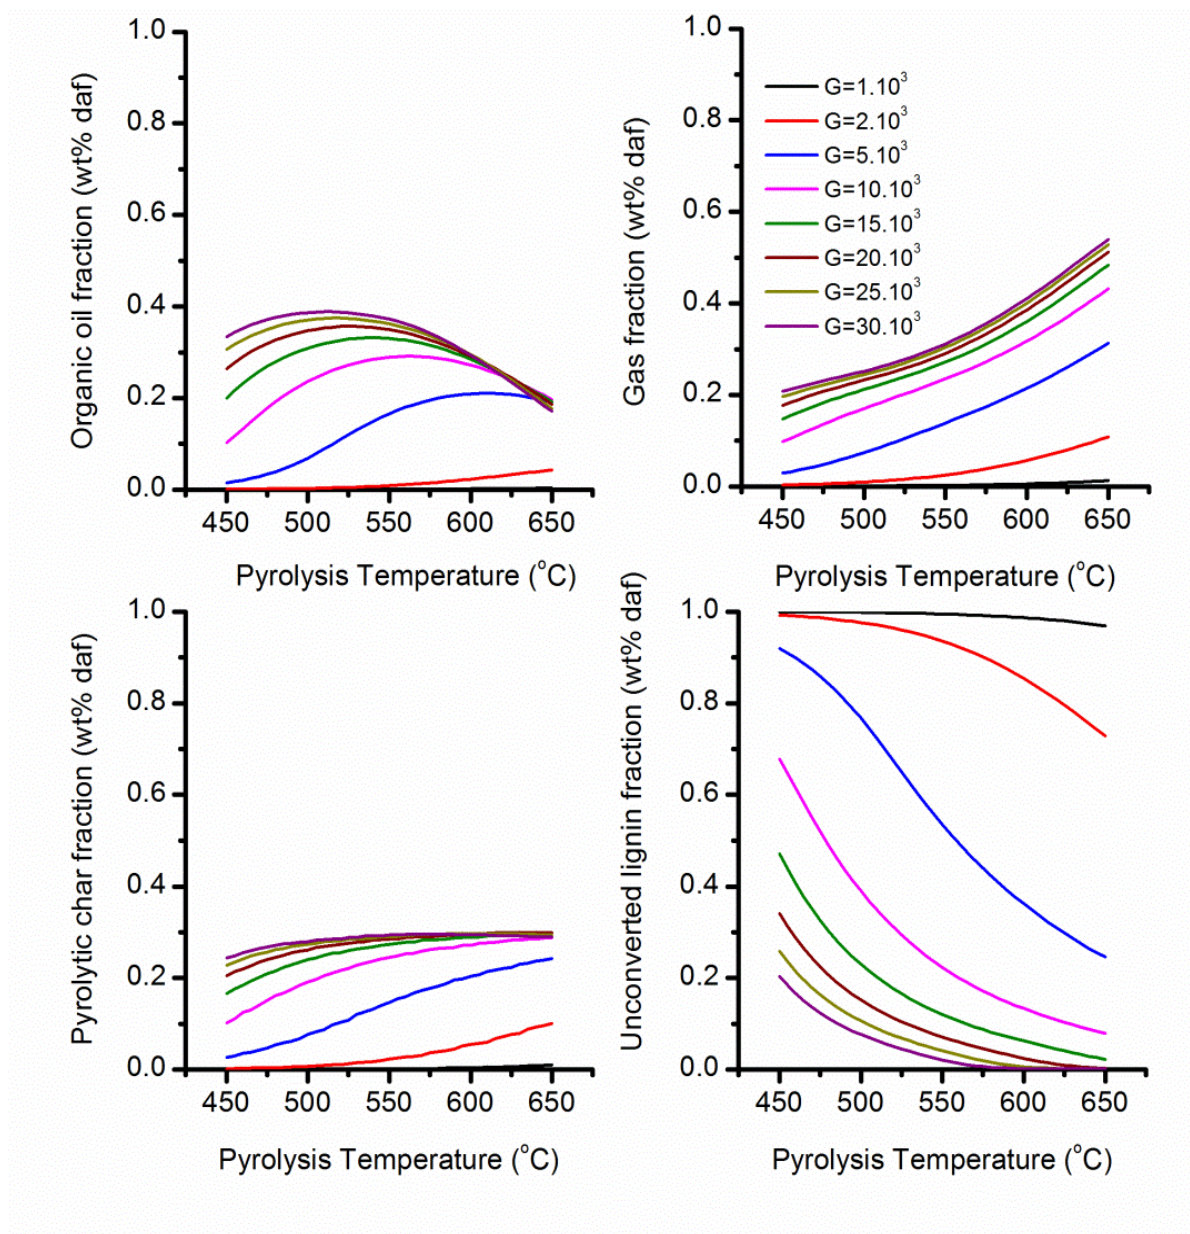 Organic oil fraction (wt% daf)
1.0
0.8
0.6
0.4
0.2
0.0
450 500 550 600 650
Pyrolysis Temperature (°C)
Gas fraction (wt% daf)
1.0
0.8
0.6
0.4
0.2
0.0
G=1.10³
G=2.10³
G=5.10³
G=10.10³
G=15.10³
G=20.10³
G=25.10³
G=30.10³
450 500 550 600 650
Pyrolysis Temperature (°C)
Pyrolytic char fraction (wt% daf)
1.0
0.8
0.6
0.4
0.2
0.0
450 500 550 600 650
Pyrolysis Temperature (°C)
Unconverted lignin fraction (wt% daf)
1.0
0.8
0.6
0.4
0.2
0.0
450 500 550 600 650
Pyrolysis Temperature (°C)